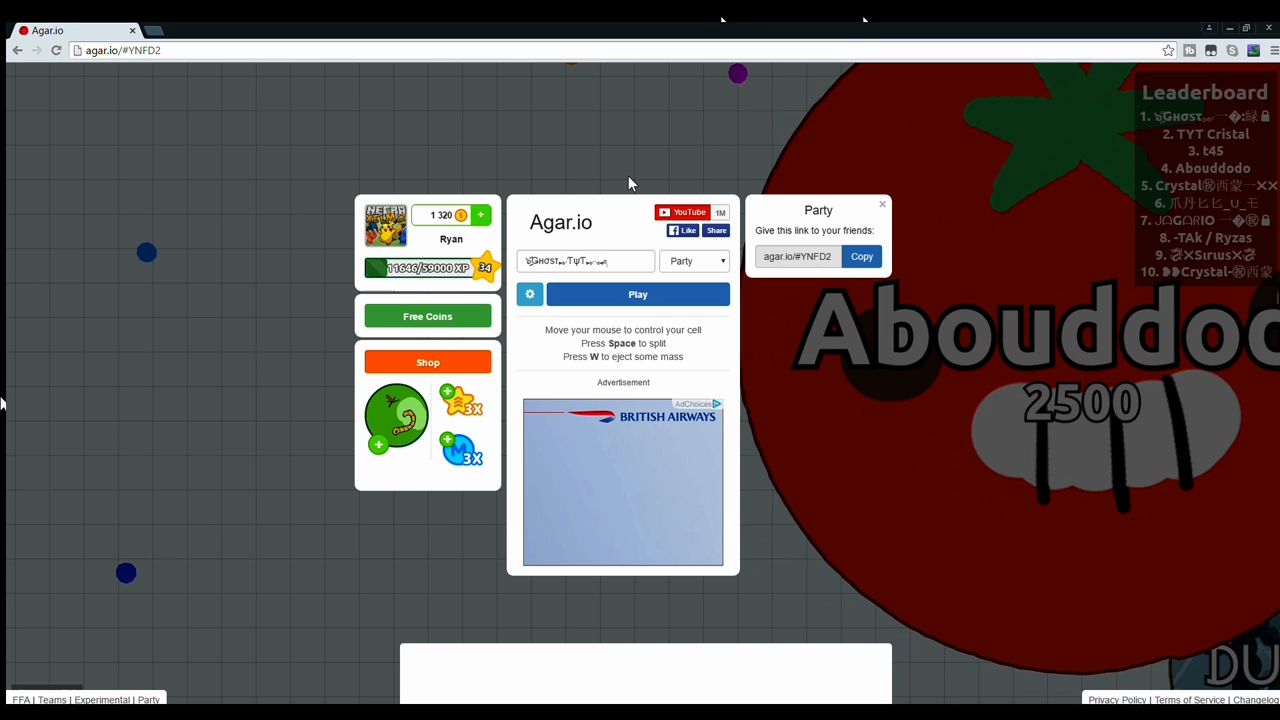 Agar.io
agar.io/#YNFD2
Leaderboard
2. TYT Cristal
3. t45
4. Abouddodo
8. -TAk / Ryzas
1 320
Ryan
11646/59000 XP 34
Free Coins
Shop
3X
3X
Agar.io
YouTube 1M
Like Share
Party
Play
Move your mouse to control your cell
Press Space to split
Press W to eject some mass
Advertisement
AdChoices
BRITISH AIRWAYS
Party
Give this link to your friends:
agar.io/#YNFD2 Copy
Abouddod
2500
DU
FFA | Teams | Experimental | Party
Privacy Policy | Terms of Service | Changelog